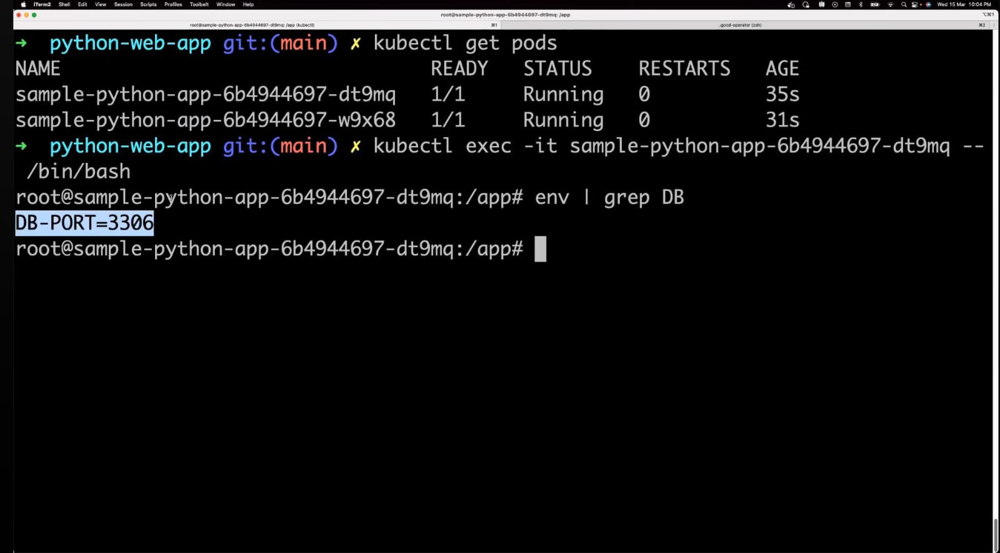 iTerm2 Shell Edit View Session Scripts Profiles Toolbelt Window Help Wed 15 Mar 10:04 PM
root@sample-python-app-6b4944697-dt9mq: /app ⌥⌘1
root@sample-python-app-6b4944697-dt9mq: /app (kubectl) ⌘1 ..gocd-operator (zsh) ⌘2
➜ python-web-app git:(main) ✗ kubectl get pods
NAME READY STATUS RESTARTS AGE
sample-python-app-6b4944697-dt9mq 1/1 Running 0 35s
sample-python-app-6b4944697-w9x68 1/1 Running 0 31s
➜ python-web-app git:(main) ✗ kubectl exec -it sample-python-app-6b4944697-dt9mq --
/bin/bash
root@sample-python-app-6b4944697-dt9mq:/app# env | grep DB
DB-PORT=3306
root@sample-python-app-6b4944697-dt9mq:/app#